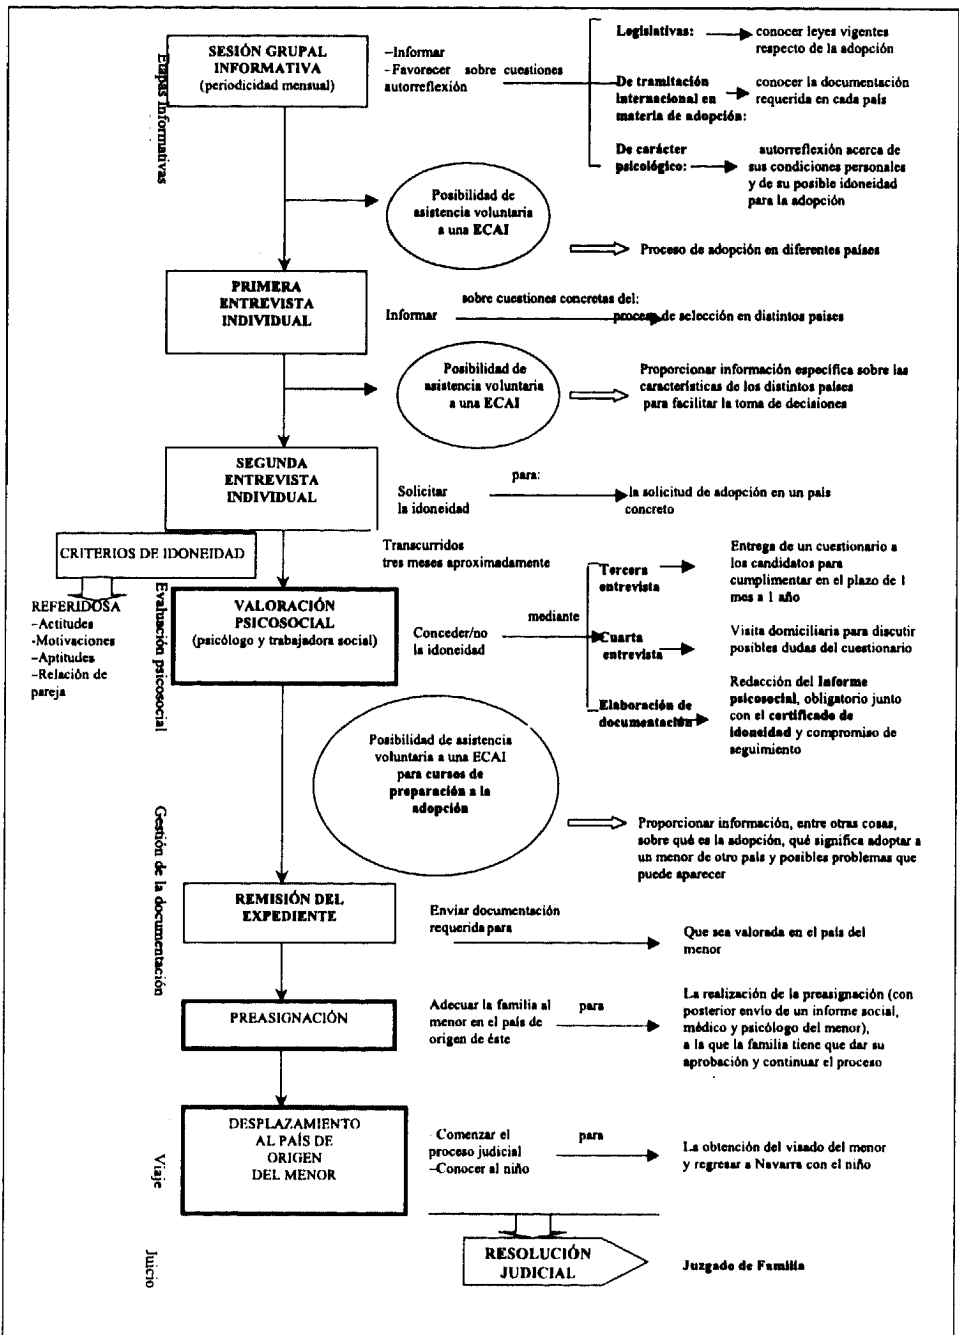 SESIÓN GRUPAL
INFORMATIVA
(periodicidad mensual)
–Informar
–Favorecer sobre cuestiones
autorreflexión
Legislativas:
conocer leyes vigentes
respecto de la adopción
De tramitación
internacional en
materia de adopción:
conocer la documentación
requerida en cada país
De carácter
psicológico:
autorreflexión acerca de
sus condiciones personales
y de su posible idoneidad
para la adopción
Etapas Informativas
Posibilidad de
asistencia voluntaria
a una ECAI
Proceso de adopción en diferentes países
PRIMERA
ENTREVISTA
INDIVIDUAL
Informar
sobre cuestiones concretas del:
proceso de selección en distintos países
Posibilidad de
asistencia voluntaria
a una ECAI
Proporcionar información específica sobre las
características de los distintos países
para facilitar la toma de decisiones
SEGUNDA
ENTREVISTA
INDIVIDUAL
Solicitar
la idoneidad
para:
la solicitud de adopción en un país
concreto
CRITERIOS DE IDONEIDAD
REFERIDOSA
–Actitudes
-Motivaciones
–Aptitudes
–Relación de
pareja
Transcurridos
tres meses aproximadamente
Evaluación psicosocial
VALORACIÓN
PSICOSOCIAL
(psicólogo y trabajadora social)
Conceder/no
la idoneidad
mediante
Tercera
entrevista
Entrega de un cuestionario a
los candidatos para
cumplimentar en el plazo de 1
mes a 1 año
Cuarta
entrevista
Visita domiciliaria para discutir
posibles dudas del cuestionario
Elaboración de
documentación
Redacción del Informe
psicosocial, obligatorio junto
con el certificado de
idoneidad y compromiso de
seguimiento
Posibilidad de asistencia
voluntaria a una ECAI
para cursos de
preparación a la
adopción
Proporcionar información, entre otras cosas,
sobre qué es la adopción, qué significa adoptar a
un menor de otro país y posibles problemas que
puede aparecer
Gestión de la documentación
REMISIÓN DEL
EXPEDIENTE
Enviar documentación
requerida para
Que sea valorada en el país del
menor
PREASIGNACIÓN
Adecuar la familia al
menor en el país de
origen de éste
para
La realización de la preasignación (con
posterior envío de un informe social,
médico y psicólogo del menor),
a la que la familia tiene que dar su
aprobación y continuar el proceso
Viaje
DESPLAZAMIENTO
AL PAÍS DE
ORIGEN
DEL MENOR
- Comenzar el
proceso judicial
–Conocer al niño
para
La obtención del visado del menor
y regresar a Navarra con el niño
Juicio
RESOLUCIÓN
JUDICIAL
Juzgado de Familia